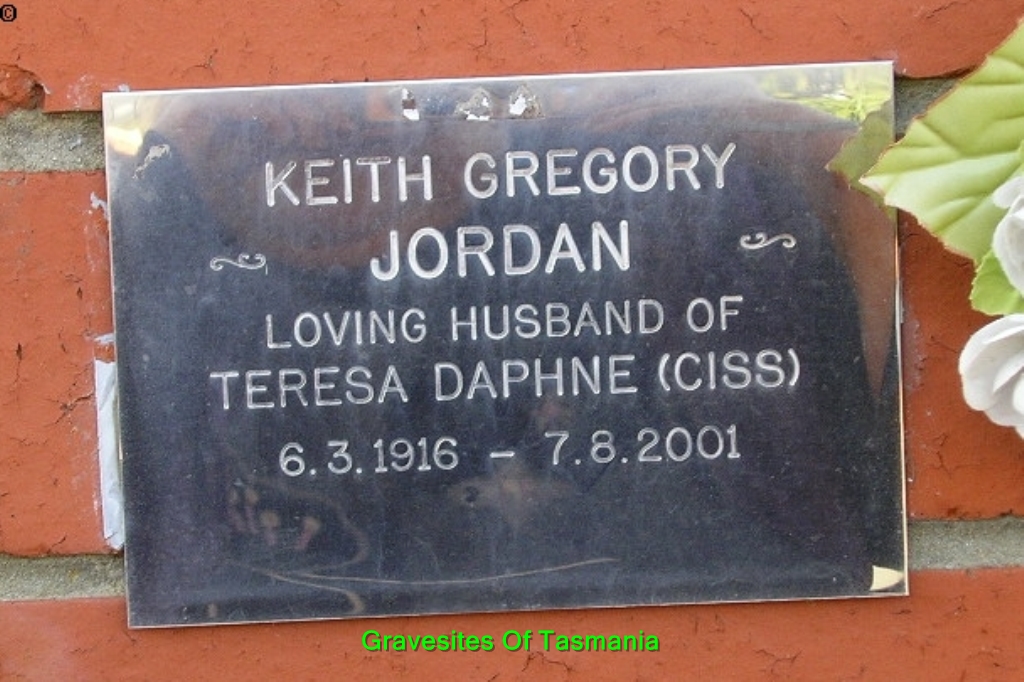 ©
KEITH GREGORY
JORDAN
LOVING HUSBAND OF
TERESA DAPHNE (CISS)
6.3.1916 – 7.8.2001
Gravesites Of Tasmania